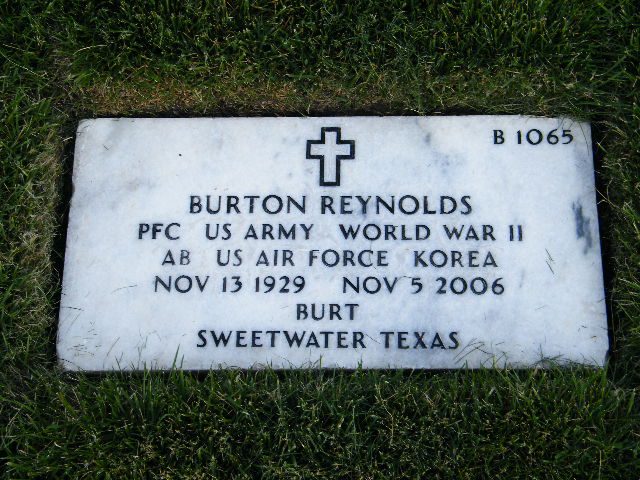 B 1065
BURTON REYNOLDS
PFC US ARMY WORLD WAR II
AB US AIR FORCE KOREA
NOV 13 1929 NOV 5 2006
BURT
SWEETWATER TEXAS